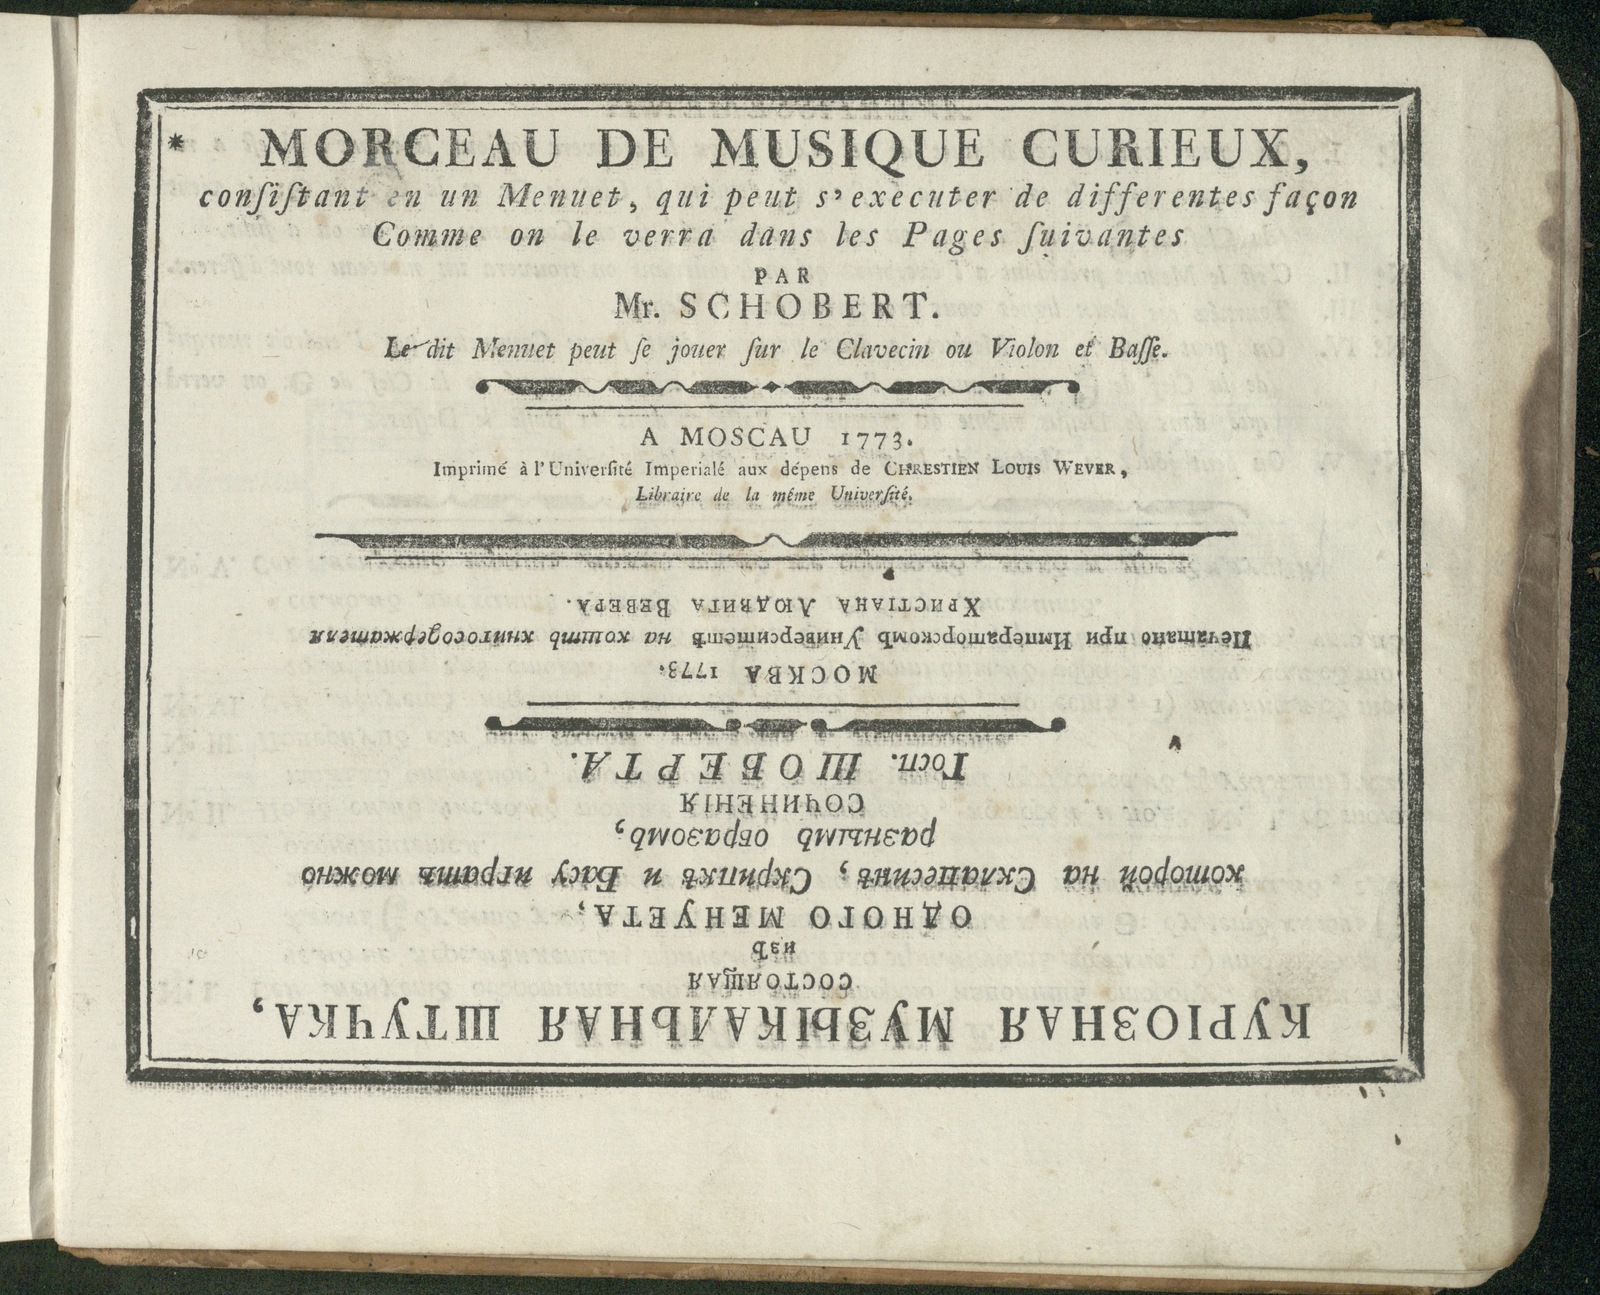 * MORCEAU DE MUSIQUE CURIEUX,
conſiſtant en un Menuet, qui peut s'executer de differentes façon
Comme on le verra dans les Pages ſuivantes
PAR
Mr. SCHOBERT.
Le dit Menuet peut ſe jouer ſur le Clavecin ou Violon et Baſſe.
A MOSCAU 1773.
Imprimé à l'Univerſité Imperialé aux dépens de CHRESTIEN LOUIS WEVER,
Libraire de la même Univerſité.
КУРІОЗНАЯ МУЗЫКАЛЬНАЯ ШТУЧКА,
СОСТОЯЩАЯ
ИЗЪ
ОДНОГО МЕНУЕТА,
которой на Склапесинѣ, Скрипкѣ и Басу играть можно
разнымъ образомъ,
СОЧИНЕНІЯ
Госп. ШОБЕРТА.
МОСКВА 1773.
Печатано при Императорскомъ Университетѣ на коштъ книгосодержателя
Христіана Людвига Вевера.